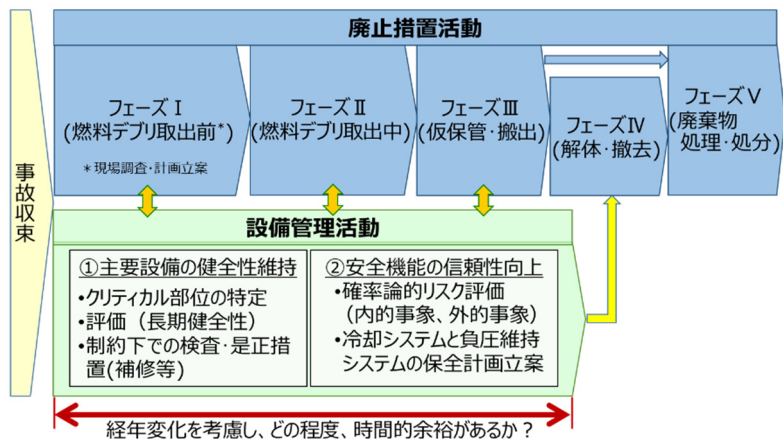 廃止措置活動
事故収束
フェーズⅠ
(燃料デブリ取出前*)
*現場調査・計画立案
フェーズⅡ
(燃料デブリ取出中)
フェーズⅢ
(仮保管・搬出)
フェーズⅣ
(解体・撤去)
フェーズⅤ
(廃棄物
処理・処分)
設備管理活動
①主要設備の健全性維持
•クリティカル部位の特定
•評価（長期健全性）
•制約下での検査・是正措
置(補修等)
②安全機能の信頼性向上
•確率論的リスク評価
（内的事象、外的事象）
•冷却システムと負圧維持
システムの保全計画立案
経年変化を考慮し、どの程度、時間的余裕があるか？